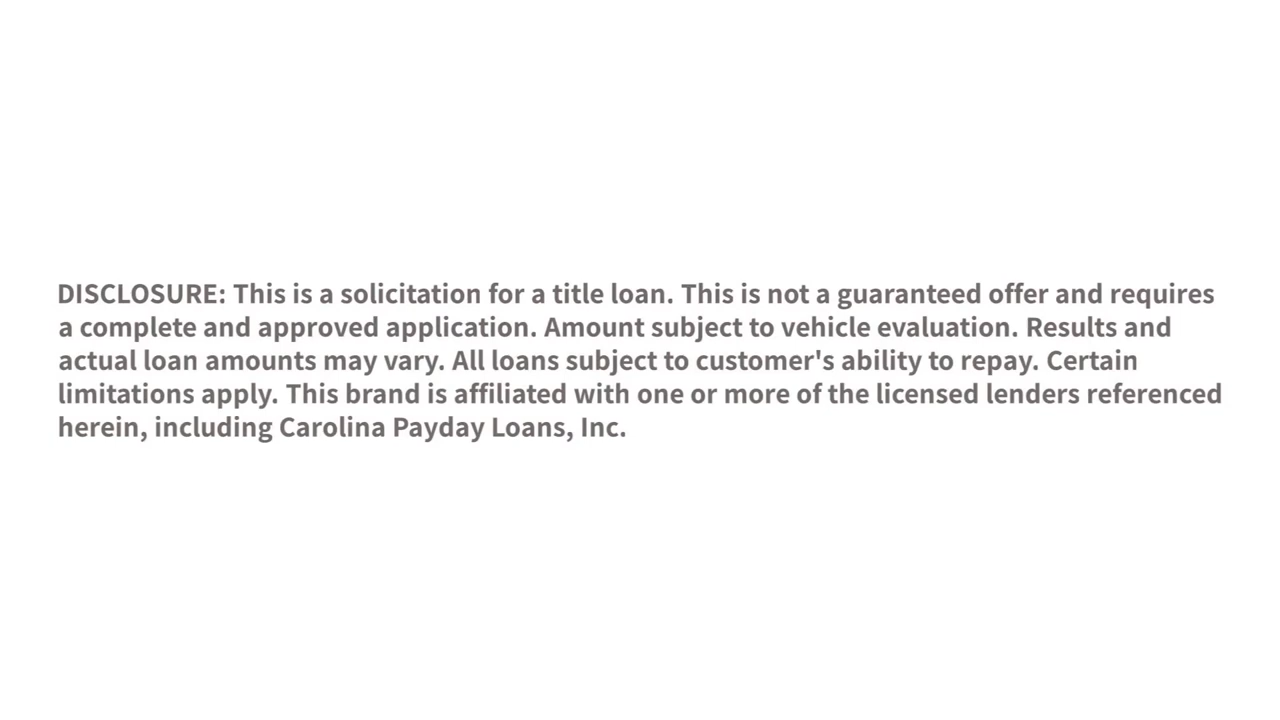 DISCLOSURE: This is a solicitation for a title loan. This is not a guaranteed offer and requires
a complete and approved application. Amount subject to vehicle evaluation. Results and
actual loan amounts may vary. All loans subject to customer's ability to repay. Certain
limitations apply. This brand is affiliated with one or more of the licensed lenders referenced
herein, including Carolina Payday Loans, Inc.